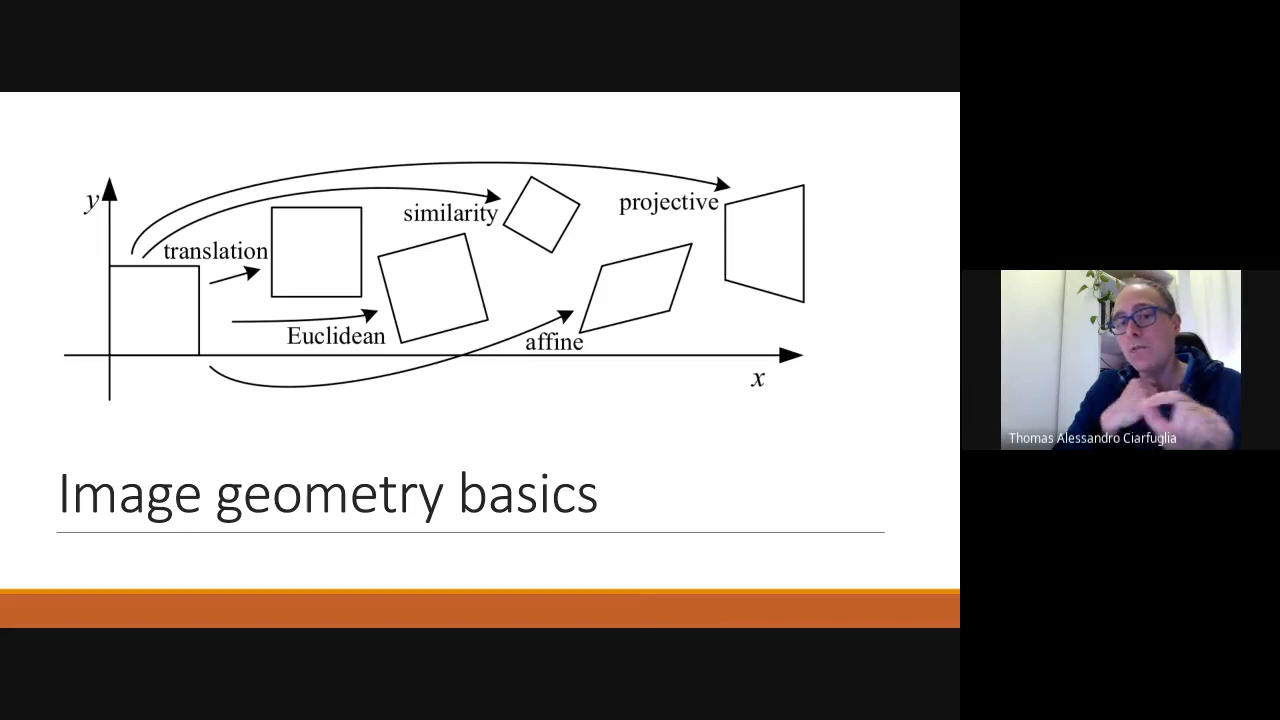 y
similarity
projective
translation
Euclidean
affine
x
Image geometry basics
Thomas Alessandro Ciarfuglia